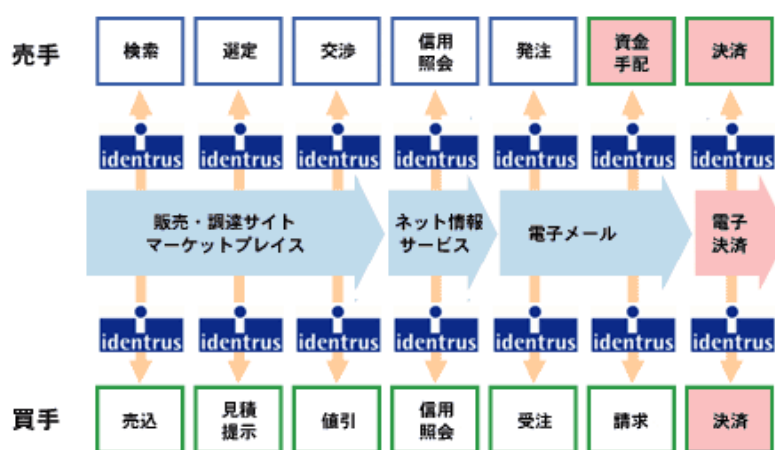 売手
検索
選定
交渉
信用
照会
発注
資金
手配
決済
identrus
identrus
identrus
identrus
identrus
identrus
identrus
販売・調達サイト
マーケットプレイス
ネット情報
サービス
電子メール
電子
決済
identrus
identrus
identrus
identrus
identrus
identrus
identrus
買手
売込
見積
提示
値引
信用
照会
受注
請求
決済